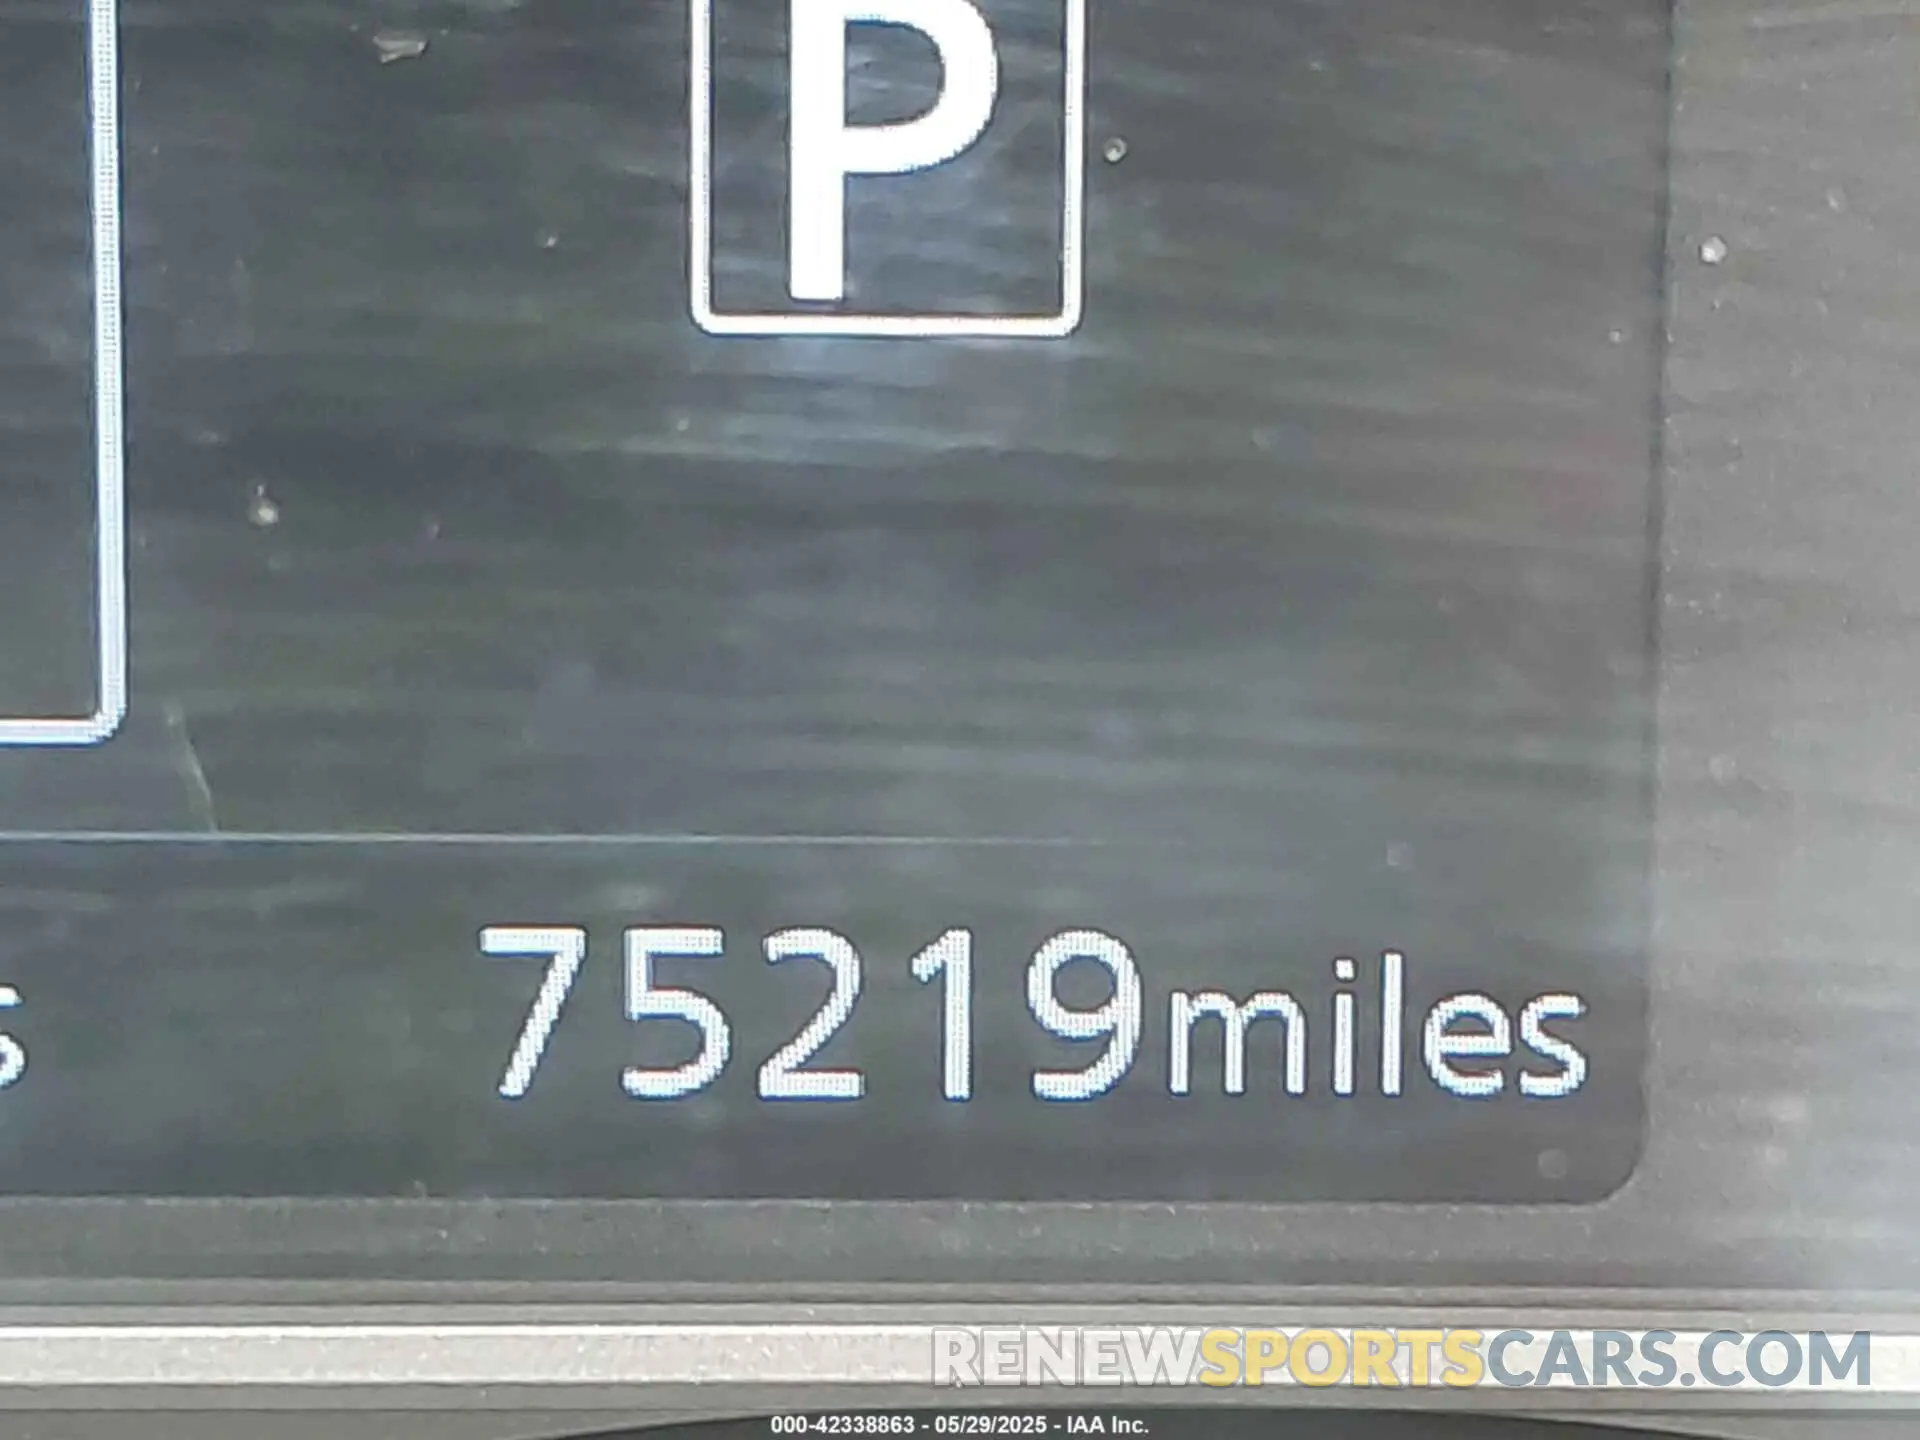 P
s 75219miles
RENEWSPORTSCARS.COM
000-42338863 - 05/29/2025 - IAA Inc.